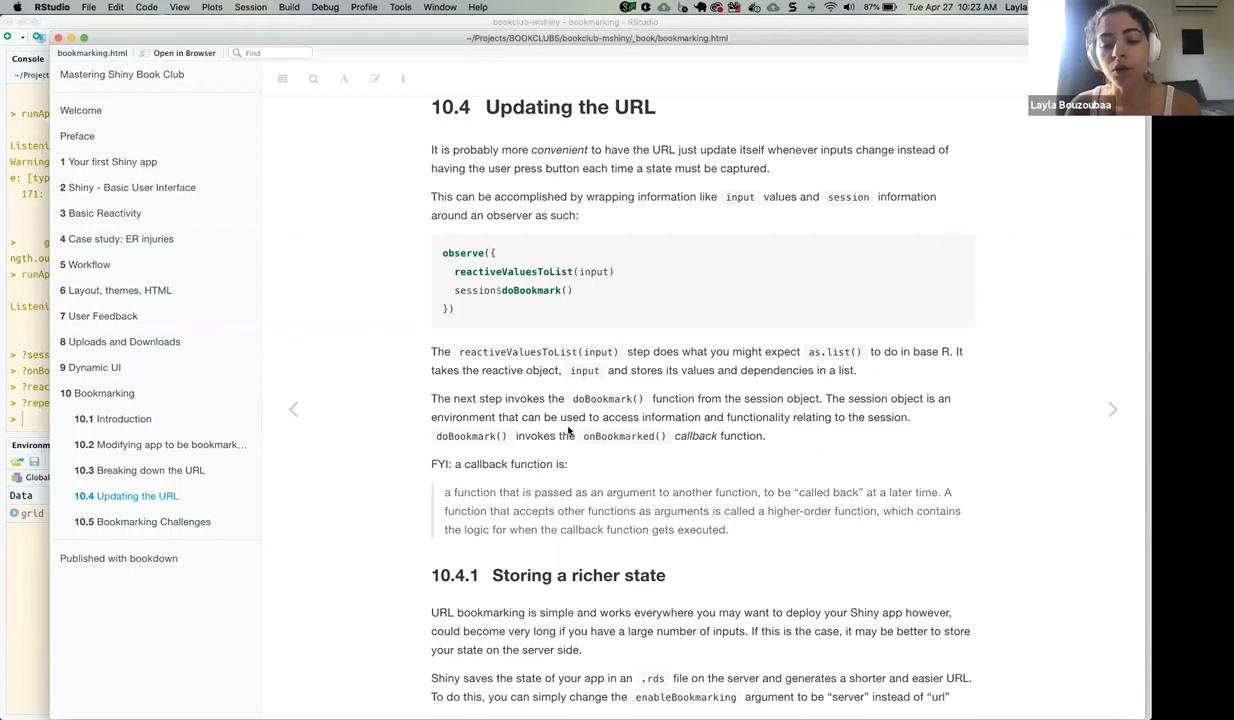 RStudio File Edit Code View Plots Session Build Debug Profile Tools Window Help 87% Tue Apr 27 10:23 AM Layla
bookclub-mshiny - bookmarking - RStudio
~/Projects/BOOKCLUBS/bookclub-mshiny/_book/bookmarking.html
bookmarking.html Open in Browser Find
Console
~/Projec
> runAp
Listeni
Warning
e: [typ
171:
> g
ngth.ou
> runAp
Listeni
> ?ses
> ?onBo
> ?reac
> ?repe
>
Environm
Global
Data
grid
Mastering Shiny Book Club
Welcome
Preface
1 Your first Shiny app
2 Shiny - Basic User Interface
3 Basic Reactivity
4 Case study: ER injuries
5 Workflow
6 Layout, themes, HTML
7 User Feedback
8 Uploads and Downloads
9 Dynamic UI
10 Bookmarking
10.1 Introduction
10.2 Modifying app to be bookmark...
10.3 Breaking down the URL
10.4 Updating the URL
10.5 Bookmarking Challenges
Published with bookdown
10.4 Updating the URL
It is probably more convenient to have the URL just update itself whenever inputs change instead of
having the user press button each time a state must be captured.
This can be accomplished by wrapping information like input values and session information
around an observer as such:
observe({
reactiveValuesToList(input)
session$doBookmark()
})
The reactiveValuesToList(input) step does what you might expect as.list() to do in base R. It
takes the reactive object, input and stores its values and dependencies in a list.
The next step invokes the doBookmark() function from the session object. The session object is an
environment that can be used to access information and functionality relating to the session.
doBookmark() invokes the onBookmarked() callback function.
FYI: a callback function is:
a function that is passed as an argument to another function, to be “called back” at a later time. A
function that accepts other functions as arguments is called a higher-order function, which contains
the logic for when the callback function gets executed.
10.4.1 Storing a richer state
URL bookmarking is simple and works everywhere you may want to deploy your Shiny app however,
could become very long if you have a large number of inputs. If this is the case, it may be better to store
your state on the server side.
Shiny saves the state of your app in an .rds file on the server and generates a shorter and easier URL.
To do this, you can simply change the enableBookmarking argument to be “server” instead of “url”
Layla Bouzoubaa